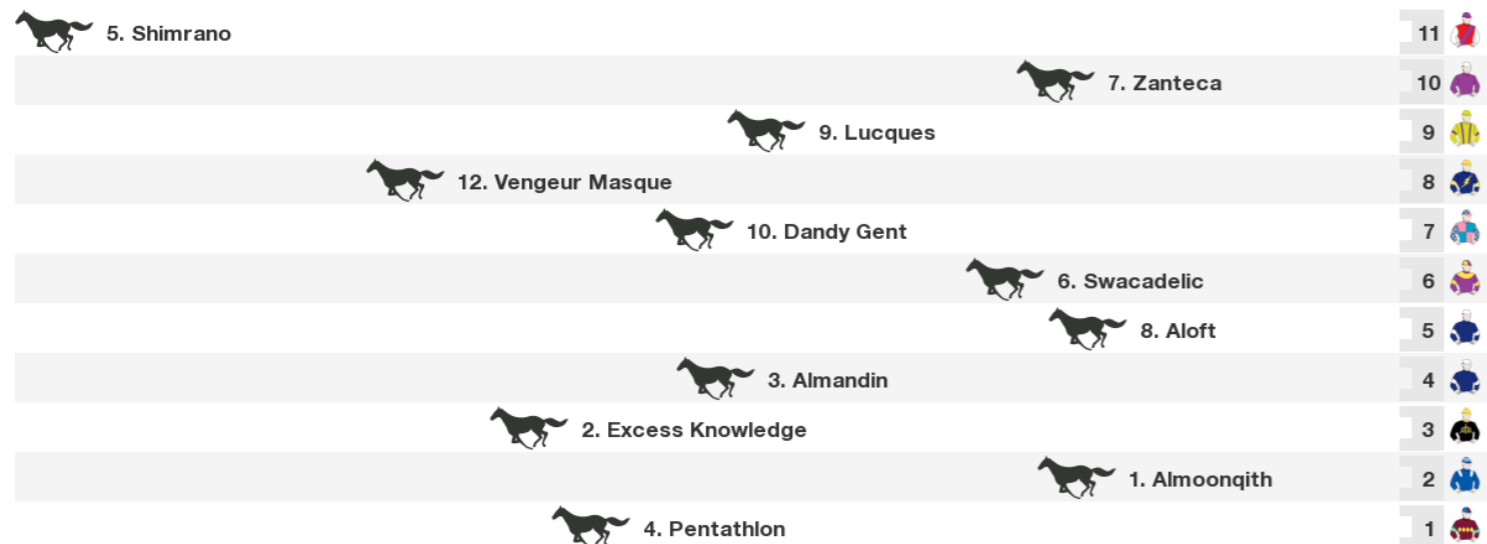 5. Shimrano 11
7. Zanteca 10
9. Lucques 9
12. Vengeur Masque 8
10. Dandy Gent 7
6. Swacadelic 6
8. Aloft 5
3. Almandin 4
2. Excess Knowledge 3
1. Almoonqith 2
4. Pentathlon 1